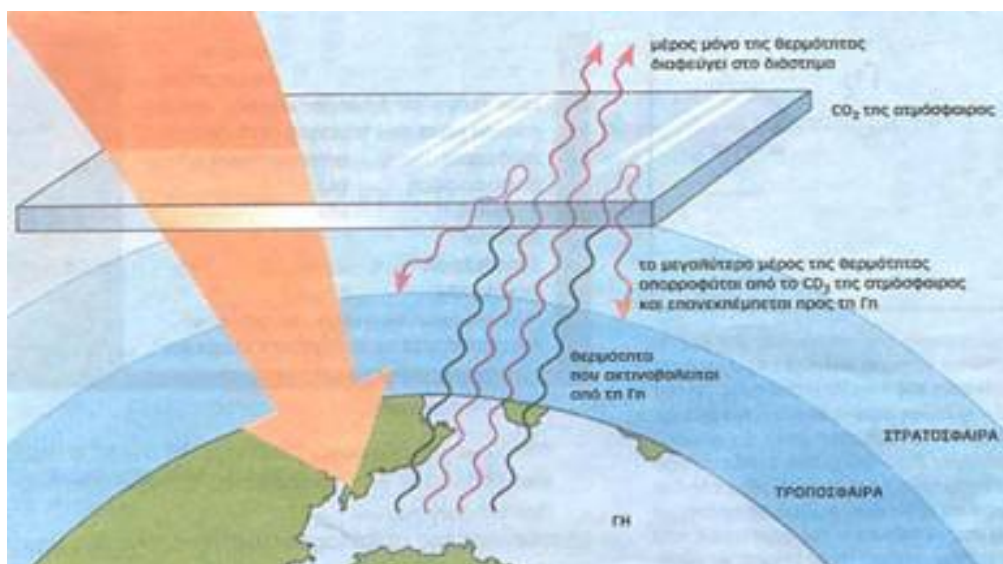 μέρος μόνο της θερμότητας
διαφεύγει στο διάστημα
CO₂ της ατμόσφαιρας
το μεγαλύτερο μέρος της θερμότητας
απορροφάται από το CO₂ της ατμόσφαιρας
και επανεκπέμπεται προς τη Γη
θερμότητα
που ακτινοβολείται
από τη Γη
ΣΤΡΑΤΟΣΦΑΙΡΑ
ΤΡΟΠΟΣΦΑΙΡΑ
ΓΗ